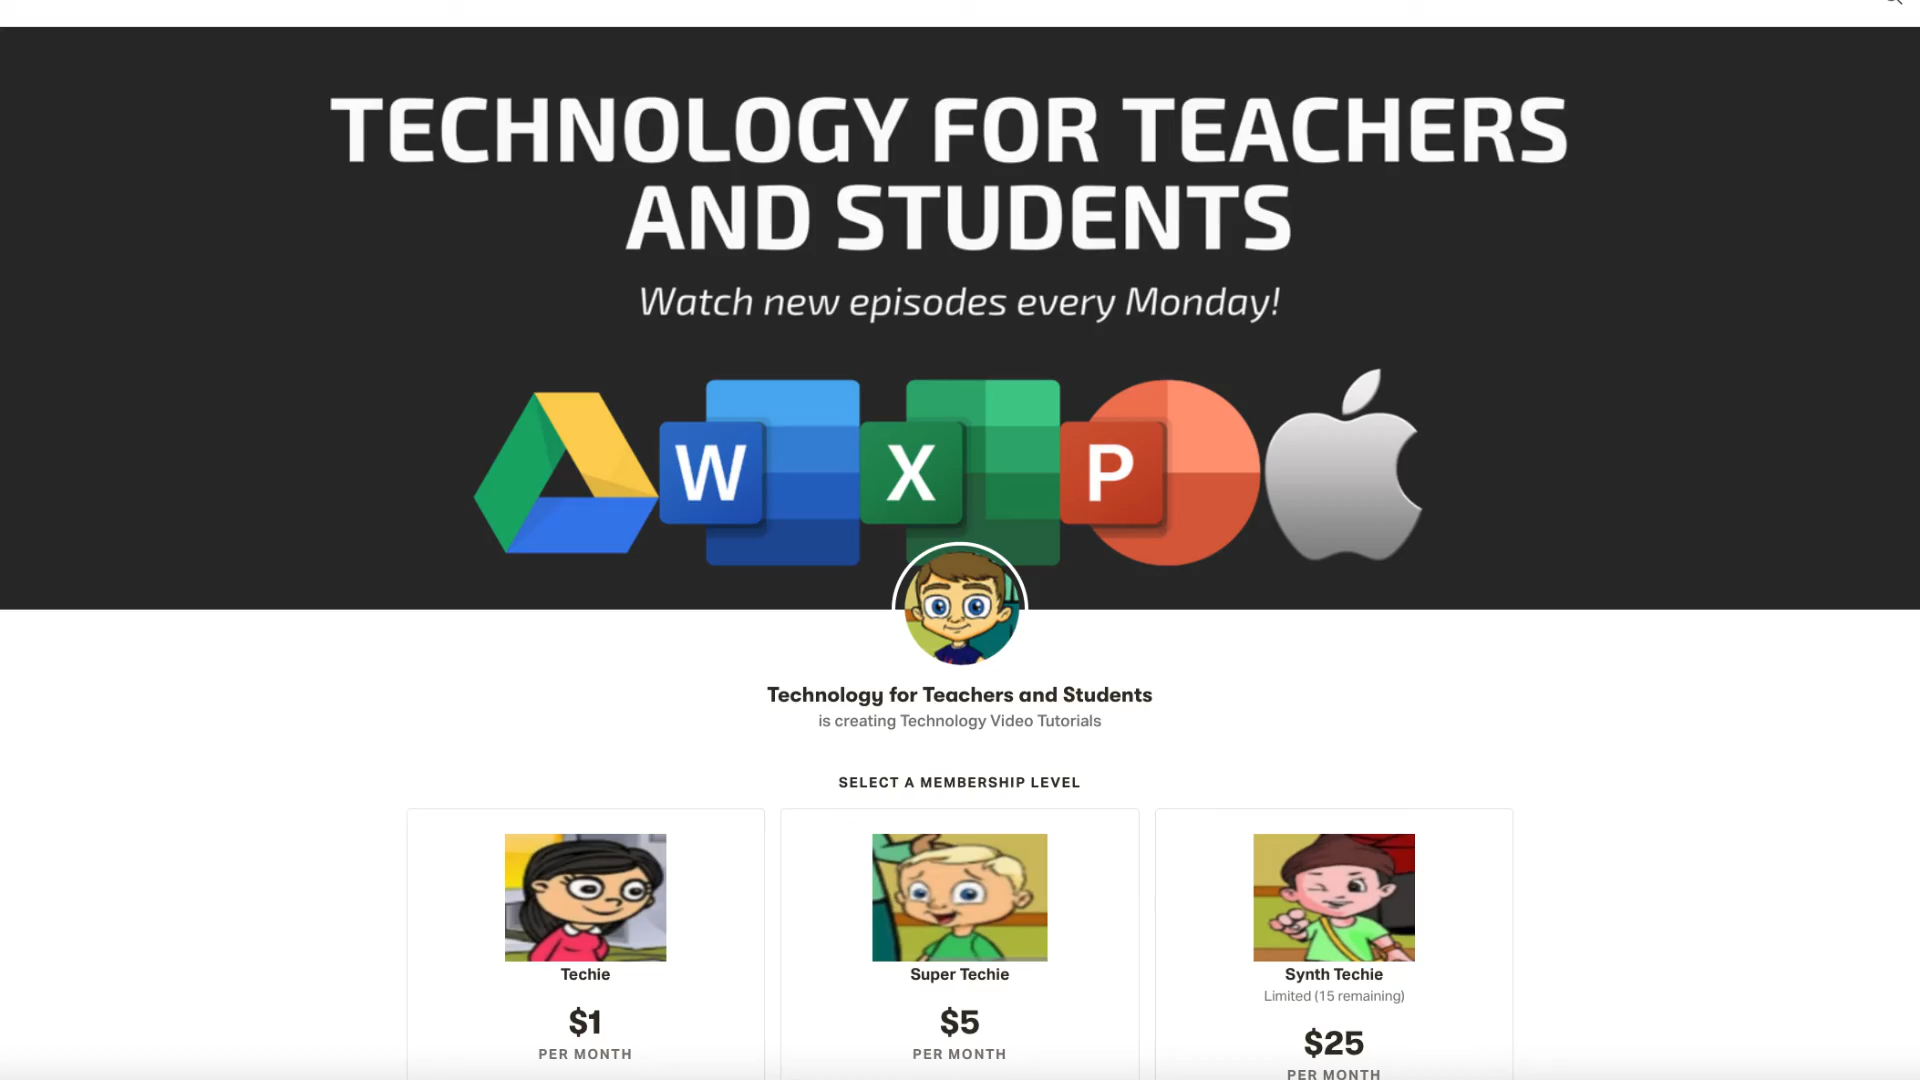 TECHNOLOGY FOR TEACHERS
AND STUDENTS
Watch new episodes every Monday!
W
X
P
Technology for Teachers and Students
is creating Technology Video Tutorials
SELECT A MEMBERSHIP LEVEL
Techie
$1
PER MONTH
Super Techie
$5
PER MONTH
Synth Techie
Limited (15 remaining)
$25
PER MONTH